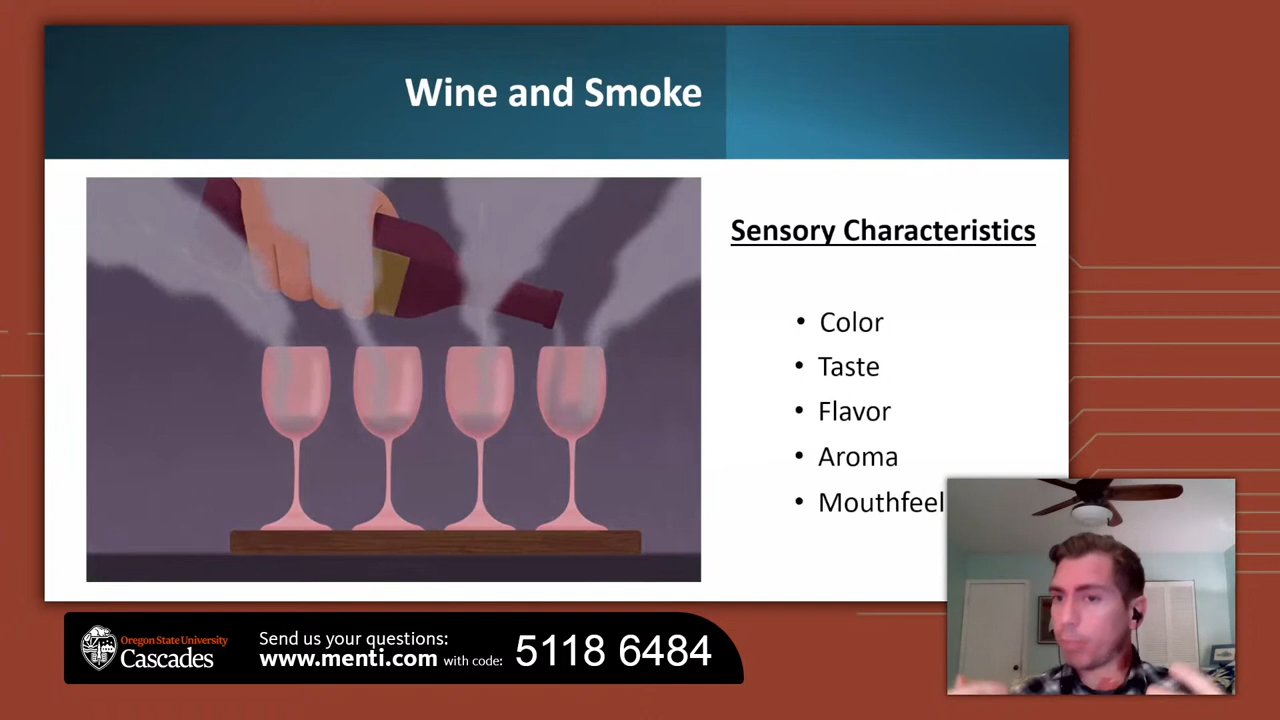 Wine and Smoke
Sensory Characteristics
• Color
• Taste
• Flavor
• Aroma
• Mouthfeel
Oregon State University
Cascades
Send us your questions:
www.menti.com with code:
5118 6484